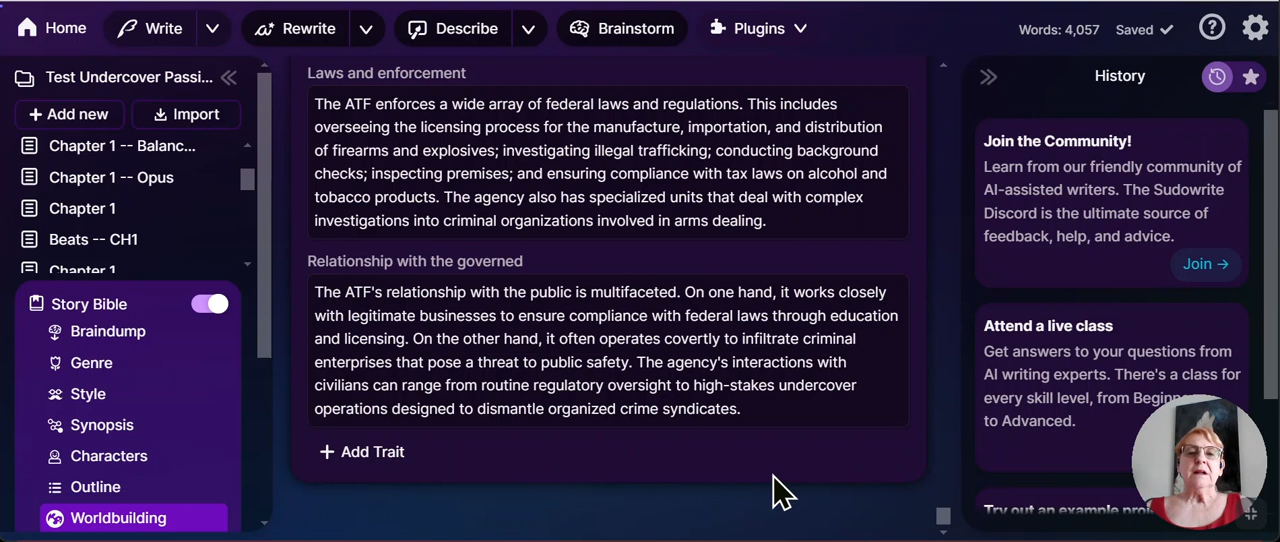 Home
Write
Rewrite
Describe
Brainstorm
Plugins
Words: 4,057
Saved
Test Undercover Passi...
Add new
Import
Chapter 1 -- Balanc...
Chapter 1 -- Opus
Chapter 1
Beats -- CH1
Chapter 1
Story Bible
Braindump
Genre
Style
Synopsis
Characters
Outline
Worldbuilding
Laws and enforcement
The ATF enforces a wide array of federal laws and regulations. This includes
overseeing the licensing process for the manufacture, importation, and distribution
of firearms and explosives; investigating illegal trafficking; conducting background
checks; inspecting premises; and ensuring compliance with tax laws on alcohol and
tobacco products. The agency also has specialized units that deal with complex
investigations into criminal organizations involved in arms dealing.
Relationship with the governed
The ATF's relationship with the public is multifaceted. On one hand, it works closely
with legitimate businesses to ensure compliance with federal laws through education
and licensing. On the other hand, it often operates covertly to infiltrate criminal
enterprises that pose a threat to public safety. The agency's interactions with
civilians can range from routine regulatory oversight to high-stakes undercover
operations designed to dismantle organized crime syndicates.
Add Trait
History
Join the Community!
Learn from our friendly community of
AI-assisted writers. The Sudowrite
Discord is the ultimate source of
feedback, help, and advice.
Join →
Attend a live class
Get answers to your questions from
AI writing experts. There's a class for
every skill level, from Begin
to Advanced.
Try out an example